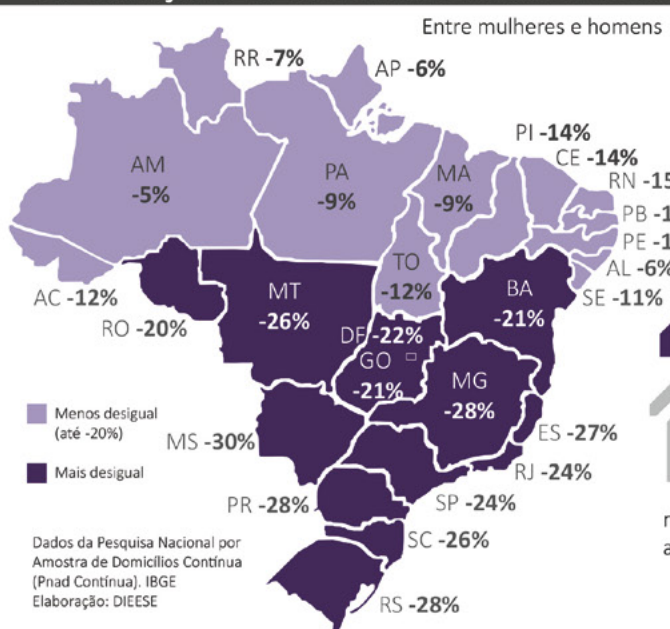 Entre mulheres e homens
RR -7%
AP -6%
PI -14%
CE -14%
RN
PB
PE
AL -6%
SE -11%
AM
-5%
PA
-9%
MA
-9%
TO
-12%
AC -12%
RO -20%
MT
-26%
BA
-21%
DF -22%
GO
-21%
MG
-28%
MS -30%
ES -27%
RJ -24%
SP -24%
PR -28%
SC -26%
RS -28%
Menos desigual
(até -20%)
Mais desigual
Dados da Pesquisa Nacional por
Amostra de Domicílios Contínua
(Pnad Contínua). IBGE
Elaboração: DIEESE